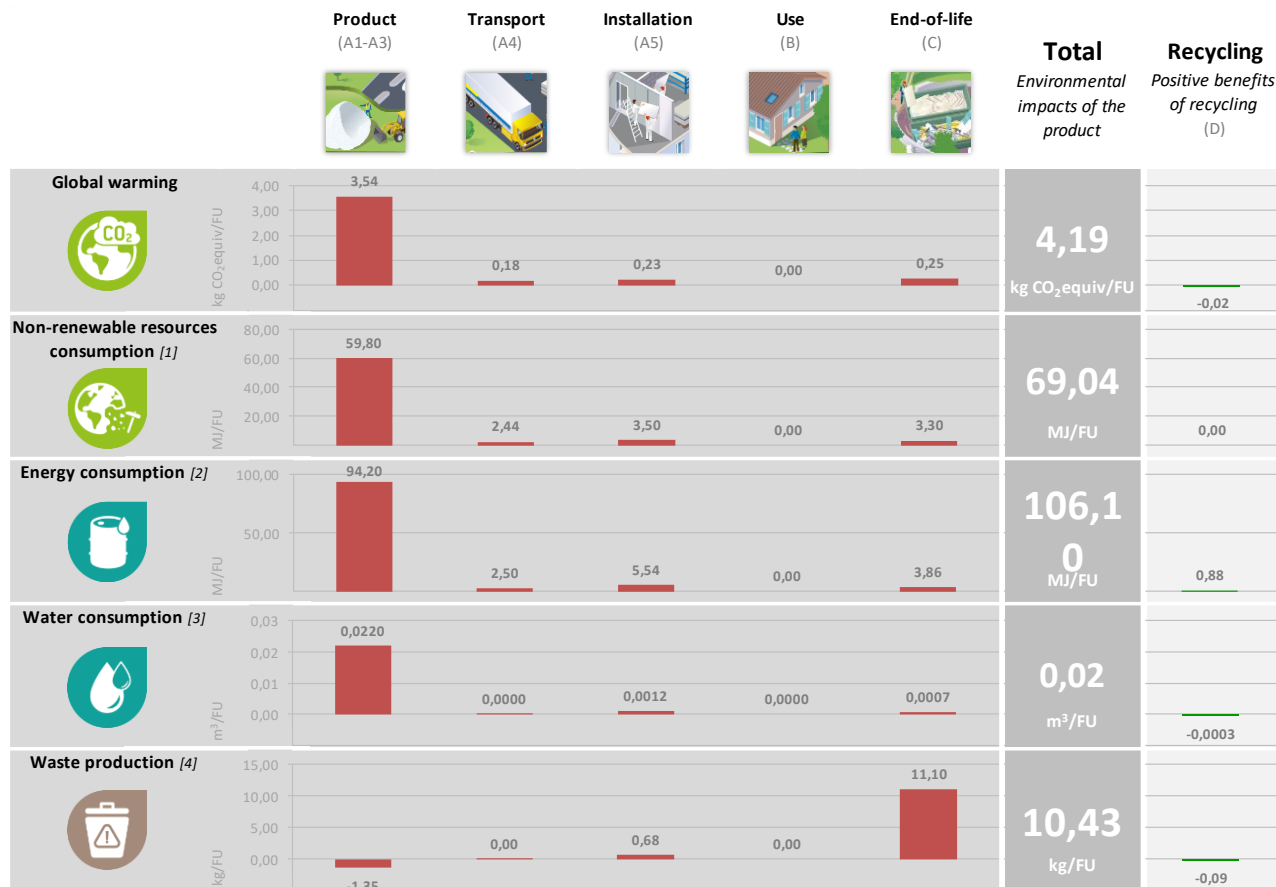 Product
(A1-A3)
Transport
(A4)
Installation
(A5)
Use
(B)
End-of-life
(C)
Total
Environmental
impacts of the
product
Recycling
Positive benefits
of recycling
(D)
Global warming
CO2
kg CO2equiv/FU
4,00
3,00
2,00
1,00
0,00
3,54
0,18
0,23
0,00
0,25
4,19
kg CO2equiv/FU
-0,02
Non-renewable resources
consumption [1]
MJ/FU
80,00
60,00
40,00
20,00
59,80
2,44
3,50
0,00
3,30
69,04
MJ/FU
0,00
Energy consumption [2]
MJ/FU
100,00
50,00
94,20
2,50
5,54
0,00
3,86
106,1
0
MJ/FU
0,88
Water consumption [3]
m³/FU
0,03
0,02
0,01
0,00
0,0220
0,0000
0,0012
0,0000
0,0007
0,02
m³/FU
-0,0003
Waste production [4]
kg/FU
15,00
10,00
5,00
0,00
-1,35
0,00
0,68
0,00
11,10
10,43
kg/FU
-0,09